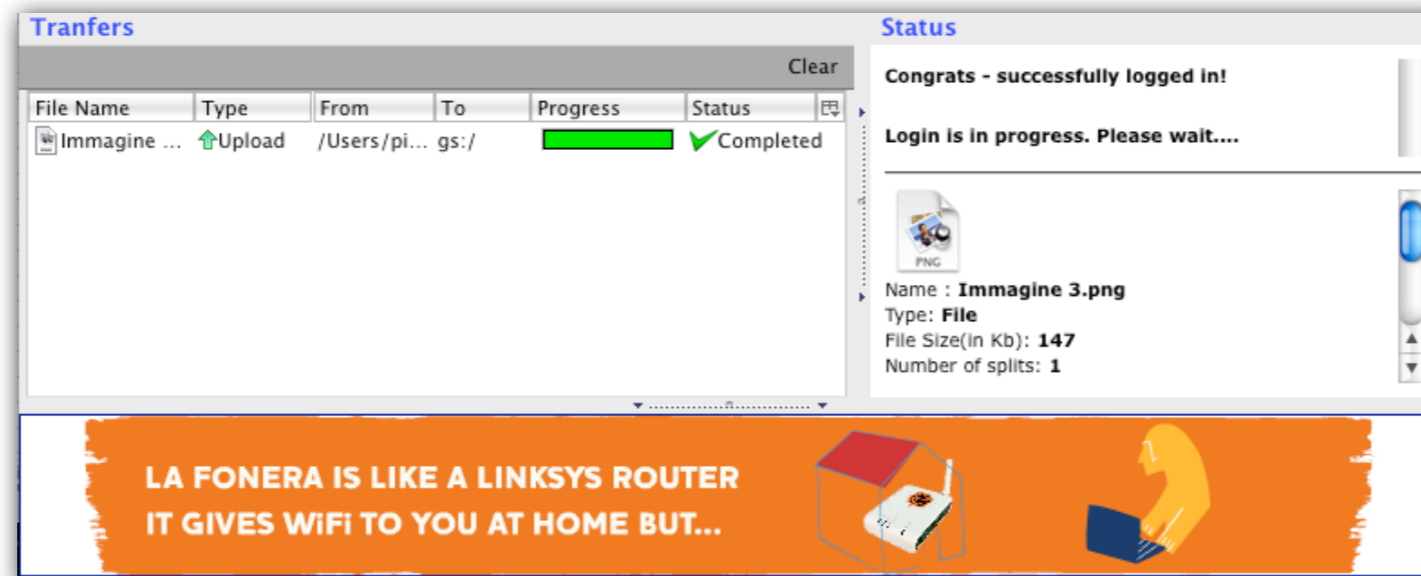 Tranfers
Clear
File Name Type From To Progress Status
Immagine ... Upload /Users/pi... gs:/ Completed
Status
Congrats - successfully logged in!
Login is in progress. Please wait....
PNG
Name : Immagine 3.png
Type: File
File Size(in Kb): 147
Number of splits: 1
LA FONERA IS LIKE A LINKSYS ROUTER
IT GIVES WiFi TO YOU AT HOME BUT...